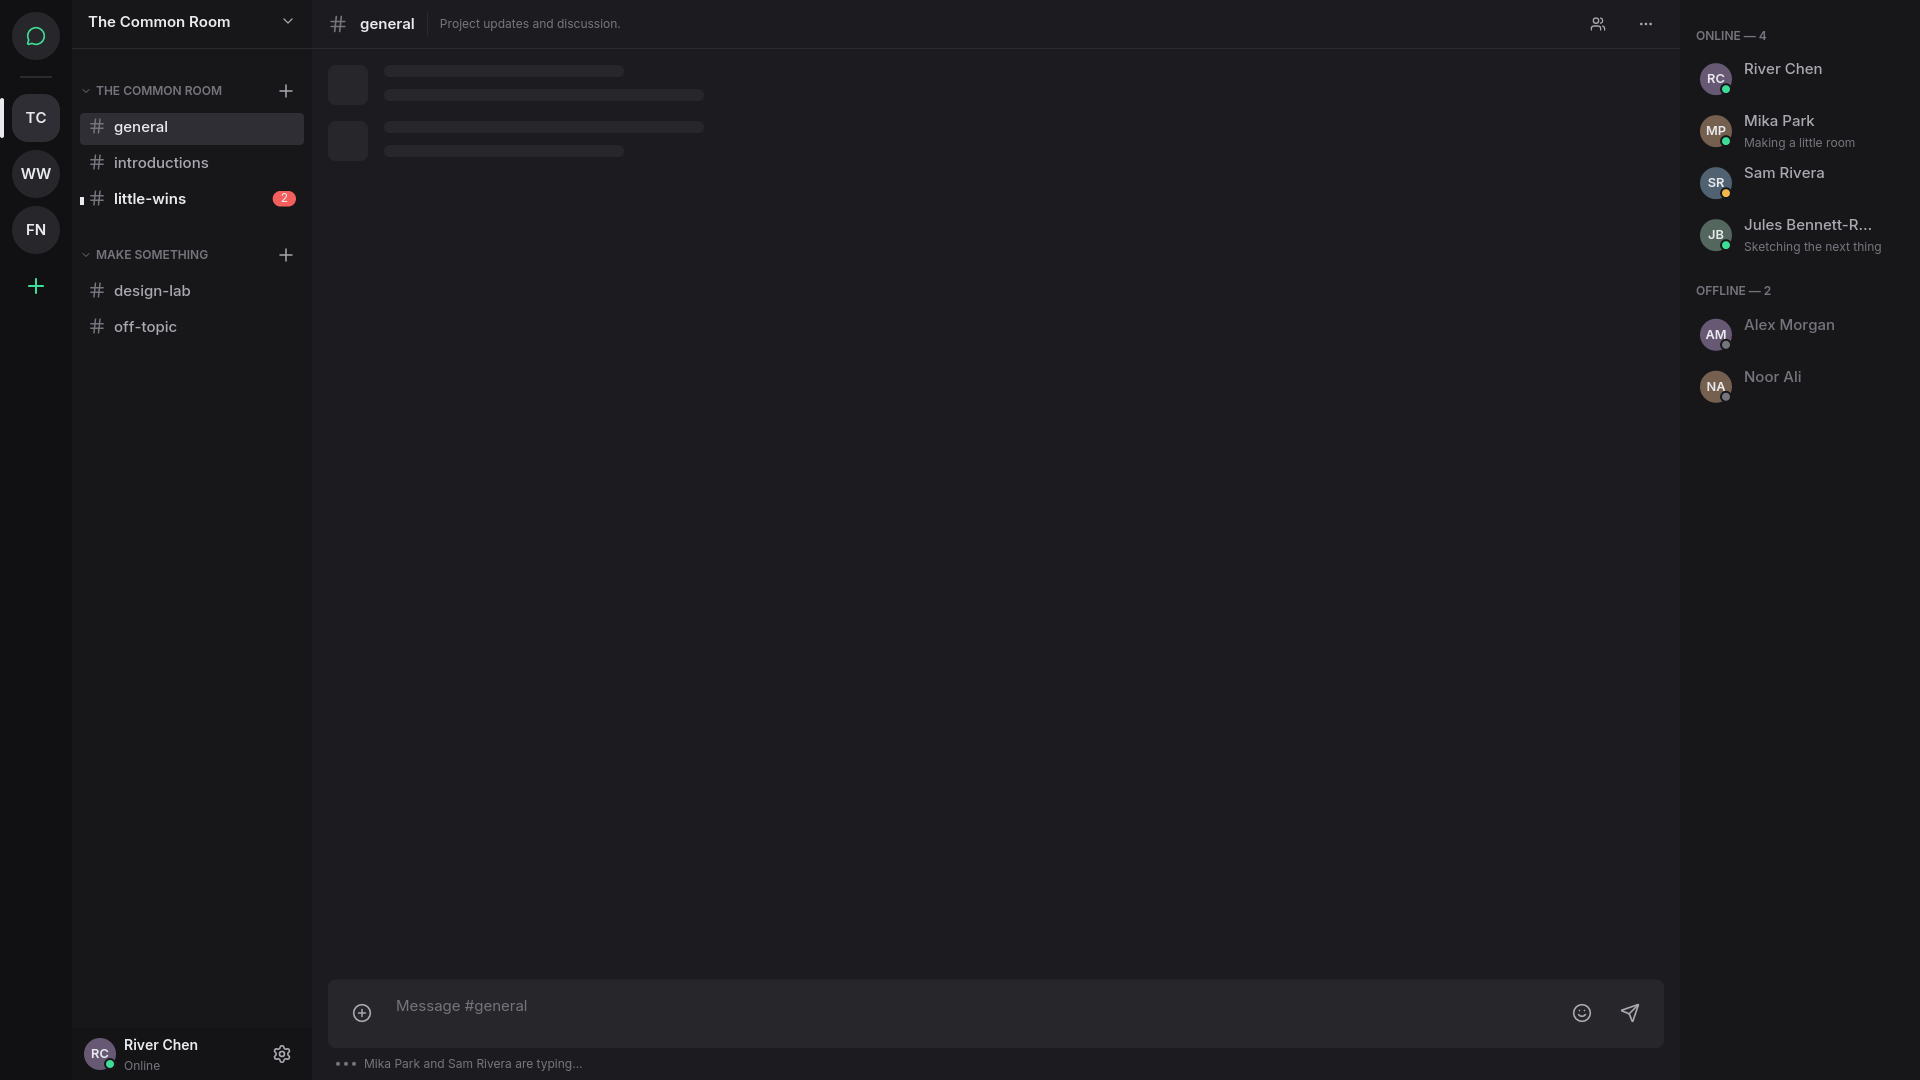 The Common Room
general
Project updates and discussion.
TC
WW
FN
THE COMMON ROOM
general
introductions
little-wins
2
MAKE SOMETHING
design-lab
off-topic
RC
River Chen
Online
Message #general
Mika Park and Sam Rivera are typing...
ONLINE — 4
RC
River Chen
MP
Mika Park
Making a little room
SR
Sam Rivera
JB
Jules Bennett-R...
Sketching the next thing
OFFLINE — 2
AM
Alex Morgan
NA
Noor Ali